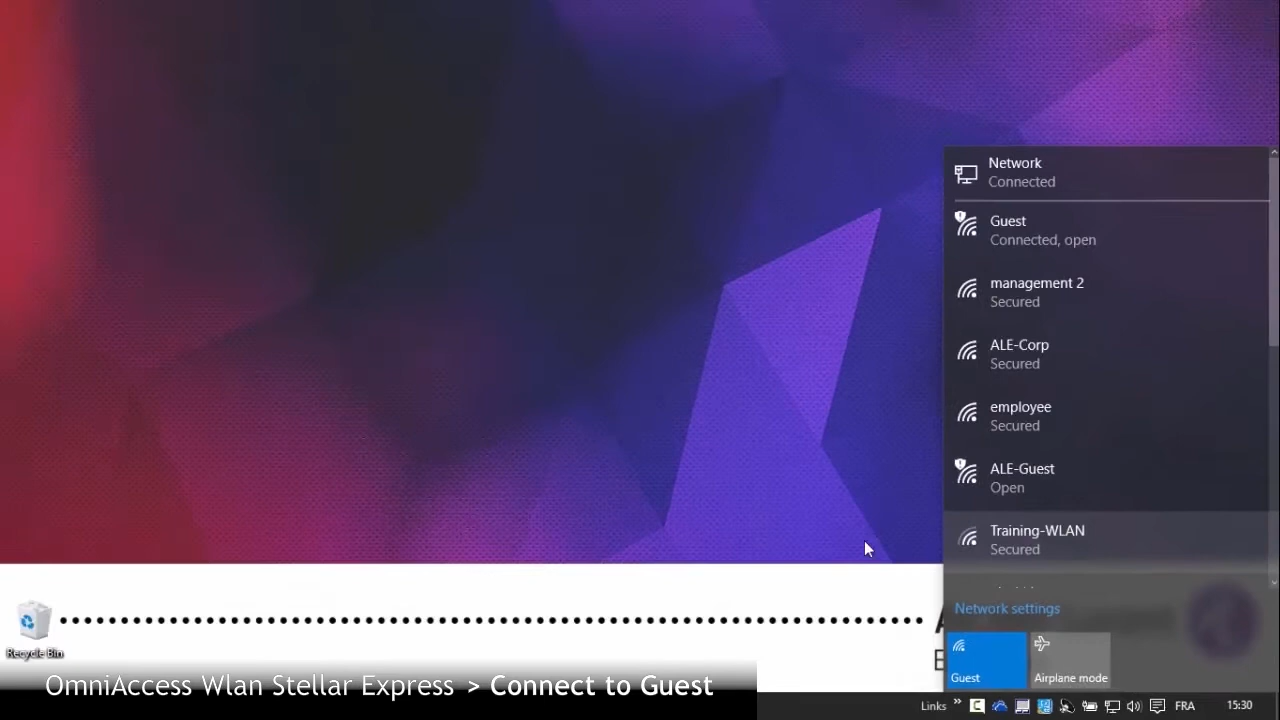 Network
Connected
Guest
Connected, open
management 2
Secured
ALE-Corp
Secured
employee
Secured
ALE-Guest
Open
Training-WLAN
Secured
Network settings
Guest
Airplane mode
Recycle Bin
OmniAccess Wlan Stellar Express > Connect to Guest
Links
FRA
15:30